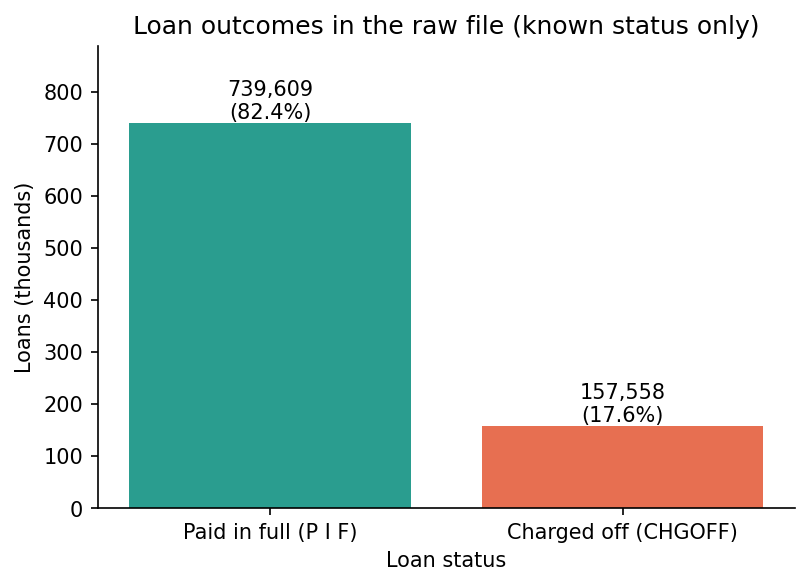 Loan outcomes in the raw file (known status only)
Loans (thousands)
800
700
600
500
400
300
200
100
0
739,609
(82.4%)
157,558
(17.6%)
Paid in full (P I F)
Charged off (CHGOFF)
Loan status